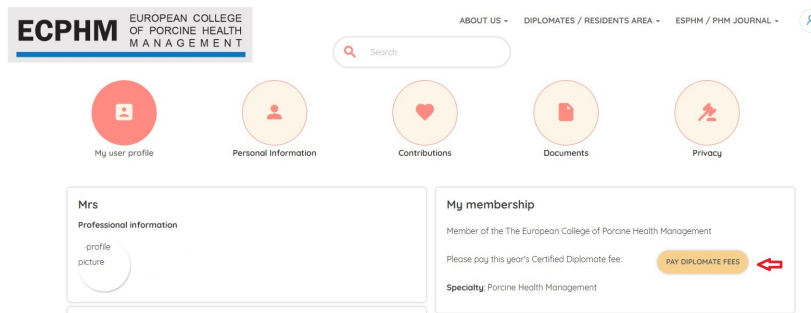 ECPHM
EUROPEAN COLLEGE
OF PORCINE HEALTH
MANAGEMENT
ABOUT US
DIPLOMATES / RESIDENTS AREA
ESPHM / PHM JOURNAL
Search
My user profile
Personal Information
Contributions
Documents
Privacy
Mrs
Professional information
-profile
picture
My membership
Member of the The European College of Porcine Health Management
Please pay this year's Certified Diplomate fee.
PAY DIPLOMATE FEES
Specialty: Porcine Health Management